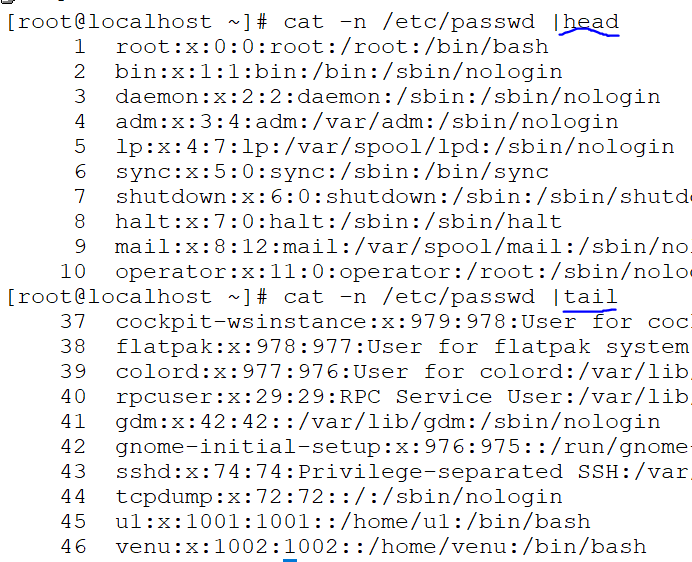 [root@localhost ~]# cat -n /etc/passwd |head
1 root:x:0:0:root:/root:/bin/bash
2 bin:x:1:1:bin:/bin:/sbin/nologin
3 daemon:x:2:2:daemon:/sbin:/sbin/nologin
4 adm:x:3:4:adm:/var/adm:/sbin/nologin
5 lp:x:4:7:lp:/var/spool/lpd:/sbin/nologin
6 sync:x:5:0:sync:/sbin:/bin/sync
7 shutdown:x:6:0:shutdown:/sbin:/sbin/shutd
8 halt:x:7:0:halt:/sbin:/sbin/halt
9 mail:x:8:12:mail:/var/spool/mail:/sbin/no
10 operator:x:11:0:operator:/root:/sbin/nolo
[root@localhost ~]# cat -n /etc/passwd |tail
37 cockpit-wsinstance:x:979:978:User for coc
38 flatpak:x:978:977:User for flatpak system
39 colord:x:977:976:User for colord:/var/lib
40 rpcuser:x:29:29:RPC Service User:/var/lib
41 gdm:x:42:42::/var/lib/gdm:/sbin/nologin
42 gnome-initial-setup:x:976:975::/run/gnome-
43 sshd:x:74:74:Privilege-separated SSH:/var
44 tcpdump:x:72:72::/:/sbin/nologin
45 u1:x:1001:1001::/home/u1:/bin/bash
46 venu:x:1002:1002::/home/venu:/bin/bash